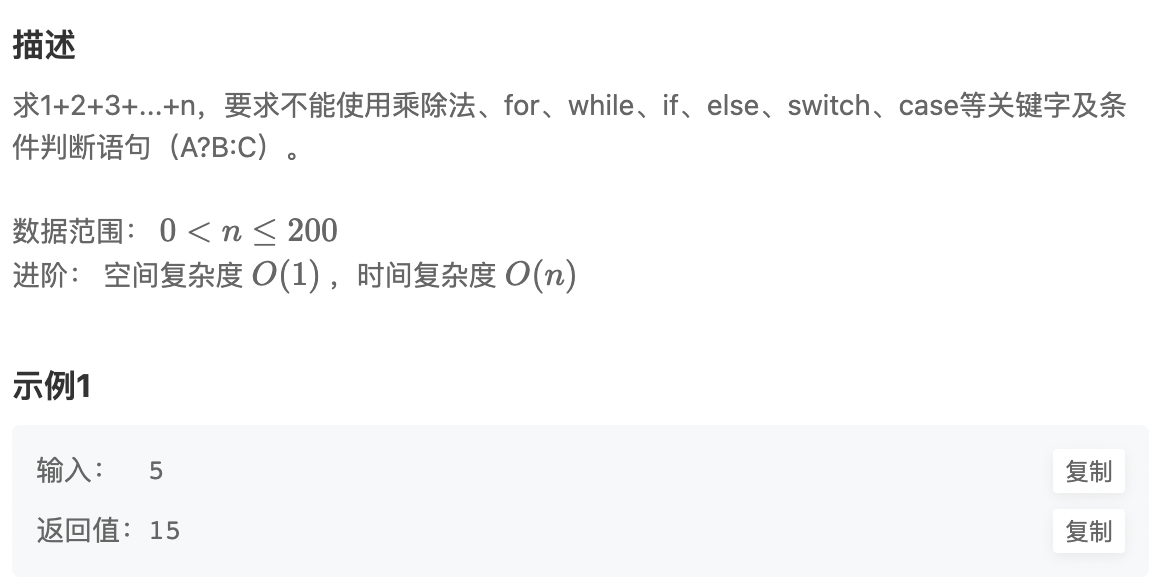 描述
求1+2+3+...+n，要求不能使用乘除法、for、while、if、else、switch、case等关键字及条
件判断语句（A?B:C）。
数据范围： 0 < n ≤ 200
进阶： 空间复杂度 O(1) ，时间复杂度 O(n)
示例1
输入： 5
复制
返回值：15
复制